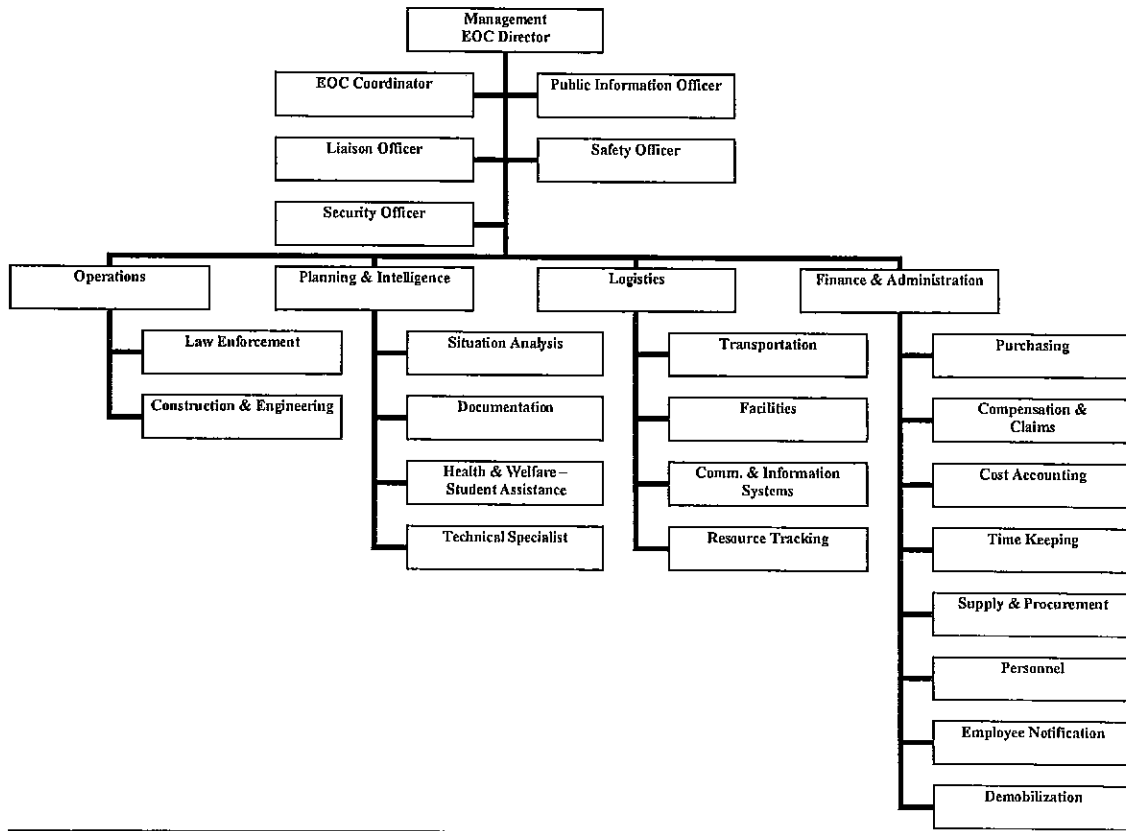 Management
EOC Director
EOC Coordinator
Public Information Officer
Liaison Officer
Safety Officer
Security Officer
Operations
Planning & Intelligence
Logistics
Finance & Administration
Law Enforcement
Situation Analysis
Transportation
Purchasing
Construction & Engineering
Documentation
Facilities
Compensation &
Claims
Health & Welfare –
Student Assistance
Comm. & Information
Systems
Cost Accounting
Technical Specialist
Resource Tracking
Time Keeping
Supply & Procurement
Personnel
Employee Notification
Demobilization